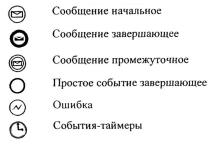 Сообщение начальное
Сообщение завершающее
Сообщение промежуточное
Простое событие завершающее
Ошибка
События-таймеры